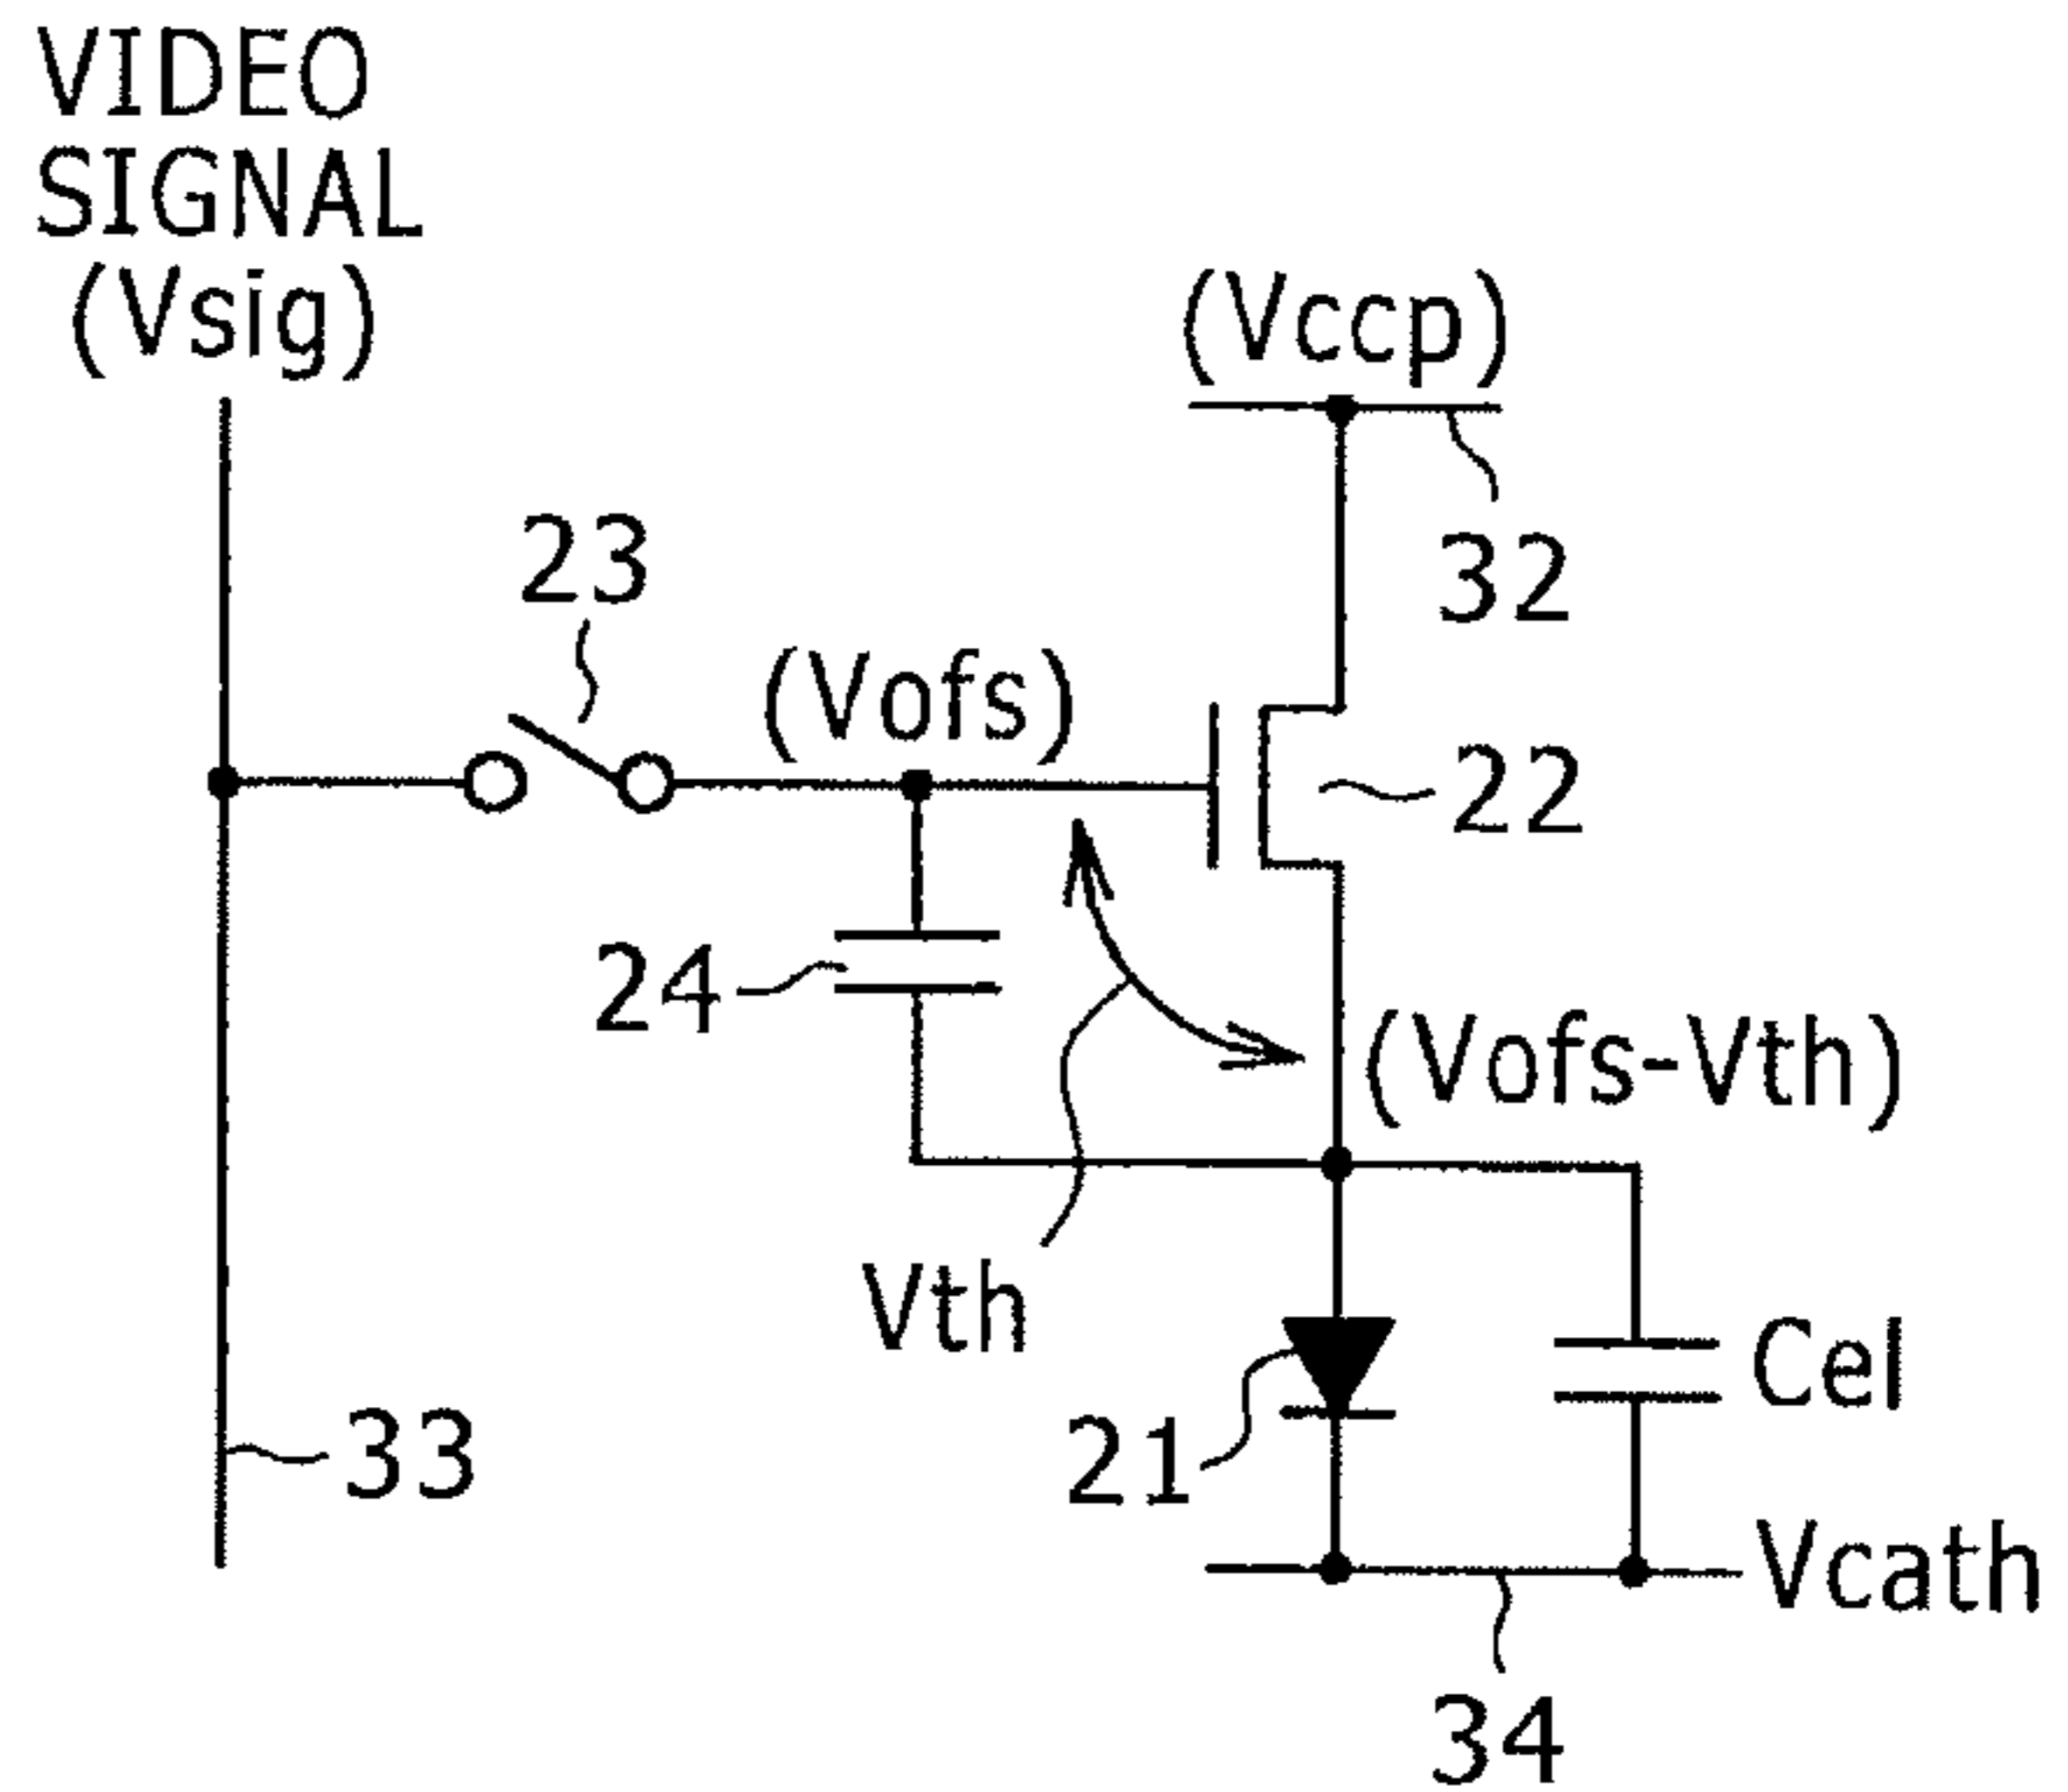 VIDEO
SIGNAL
(Vsig)
(Vccp)
32
23
(Vofs)
22
24
(Vofs-Vth)
Vth
Cel
21
33
Vcath
34